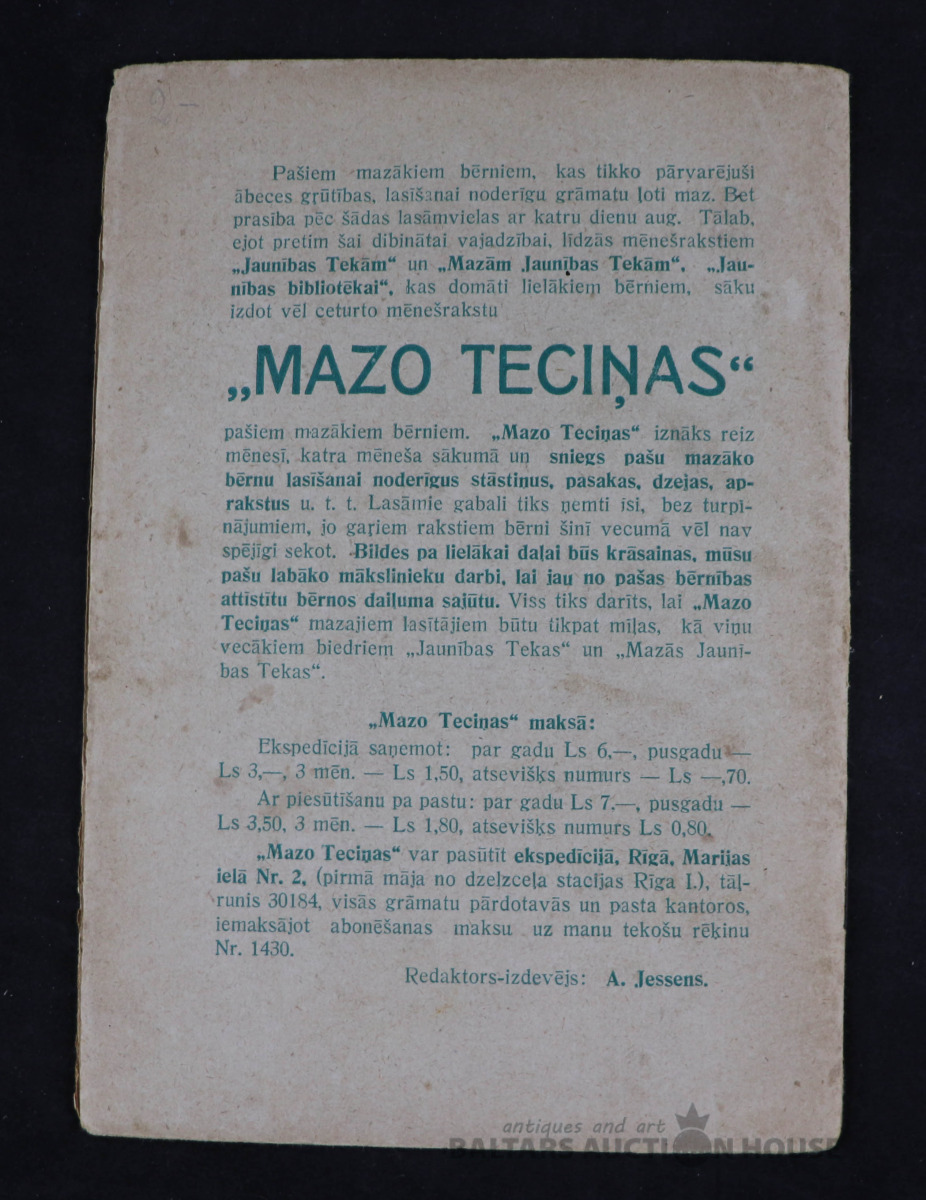 2)–
Pašiem mazākiem bērniem, kas tikko pārvarējuši
ābeces grūtības, lasīšanai noderīgu grāmatu ļoti maz. Bet
prasiba pēc šādas lasāmvielas ar katru dienu aug. Tālab,
ejot pretim šai dibinātai vajadzībai, līdzās mēnešrakstiem
„Jaunības Tekām“ un „Mazām Jaunības Tekām“, „Jau-
nības bibliotēkai“, kas domāti lielākiem bērniem, sāku
izdot vēl ceturto mēnešrakstu
„MAZO TECIŅAS“
pašiem mazākiem bērniem. „Mazo Teciņas“ iznāks reiz
mēnesī, katra mēneša sākumā un sniegs pašu mazāko
bērnu lasīšanai noderīgus stāstiņus, pasakas, dzejas, ap-
rakstus u. t. t. Lasāmie gabali tiks ņemti īsi, bez turpi-
nājumiem, jo gaŗiem rakstiem bērni šinī vecumā vēl nav
spējīgi sekot. Bildes pa lielākai daļai būs krāsainas, mūsu
pašu labāko mākslinieku darbi, lai jau no pašas bērnības
attīstītu bērnos daiļuma sajūtu. Viss tiks darīts, lai „Mazo
Teciņas“ mazajiem lasītājiem būtu tikpat mīļas, kā viņu
vecākiem biedriem „Jaunības Tekas“ un „Mazās Jauni-
bas Tekas“.
„Mazo Teciņas“ maksā:
Ekspedīcijā saņemot: par gadu Ls 6,—, pusgadu —
Ls 3,—, 3 mēn. — Ls 1,50, atsevišķs numurs — Ls —,70.
Ar piesūtīšanu pa pastu: par gadu Ls 7,—, pusgadu —
Ls 3,50, 3 mēn. — Ls 1,80, atsevišķs numurs Ls 0,80.
„Mazo Teciņas“ var pasūtīt ekspedīcijā, Rīgā, Marijas
ielā Nr. 2, (pirmā māja no dzelzceļa stacijas Rīga I.), tāļ-
runis 30184, visās grāmatu pārdotavās un pasta kantoros,
iemaksājot abonēšanas maksu uz manu tekošu rēķinu
Nr. 1430.
Redaktors-izdevējs: A. Jessens.
antiques and art
BALTARS AUCTION HOUSE